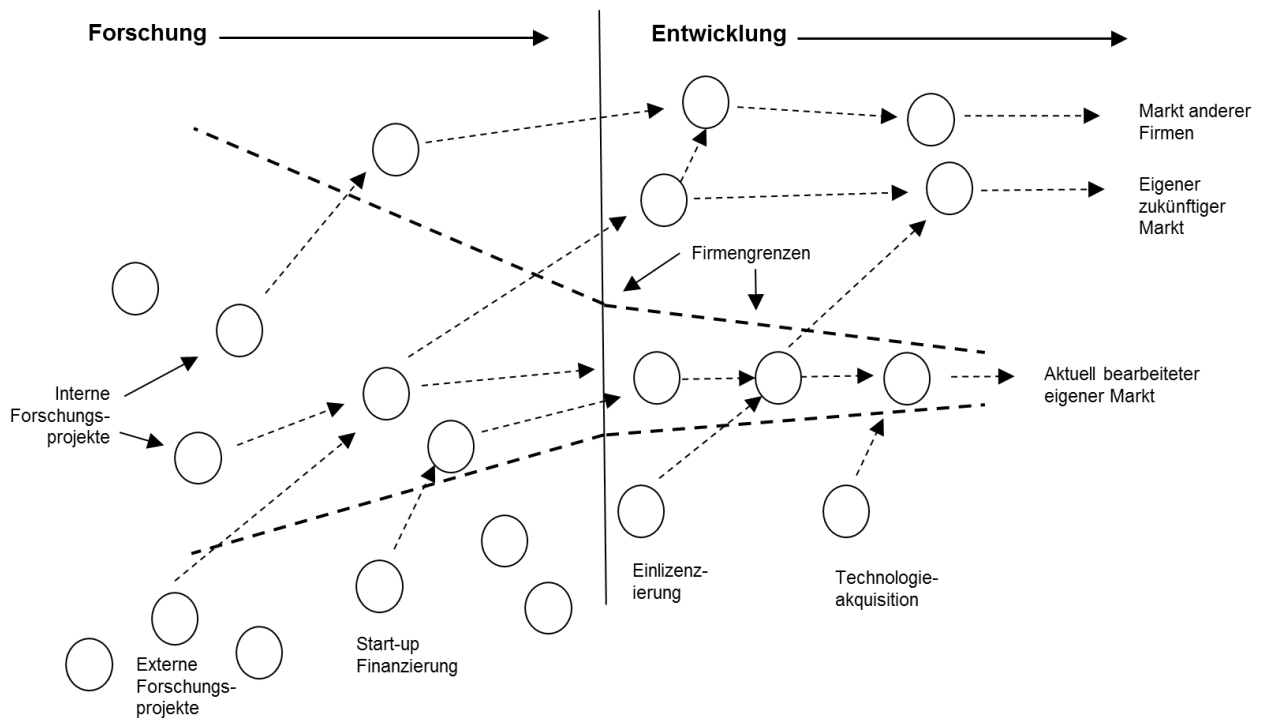 Forschung
Entwicklung
Markt anderer
Firmen
Eigener
zukünftiger
Markt
Firmengrenzen
Interne
Forschungs-
projekte
Aktuell bearbeiteter
eigener Markt
Einlizenz-
ierung
Technologie-
akquisition
Start-up
Finanzierung
Externe
Forschungs-
projekte